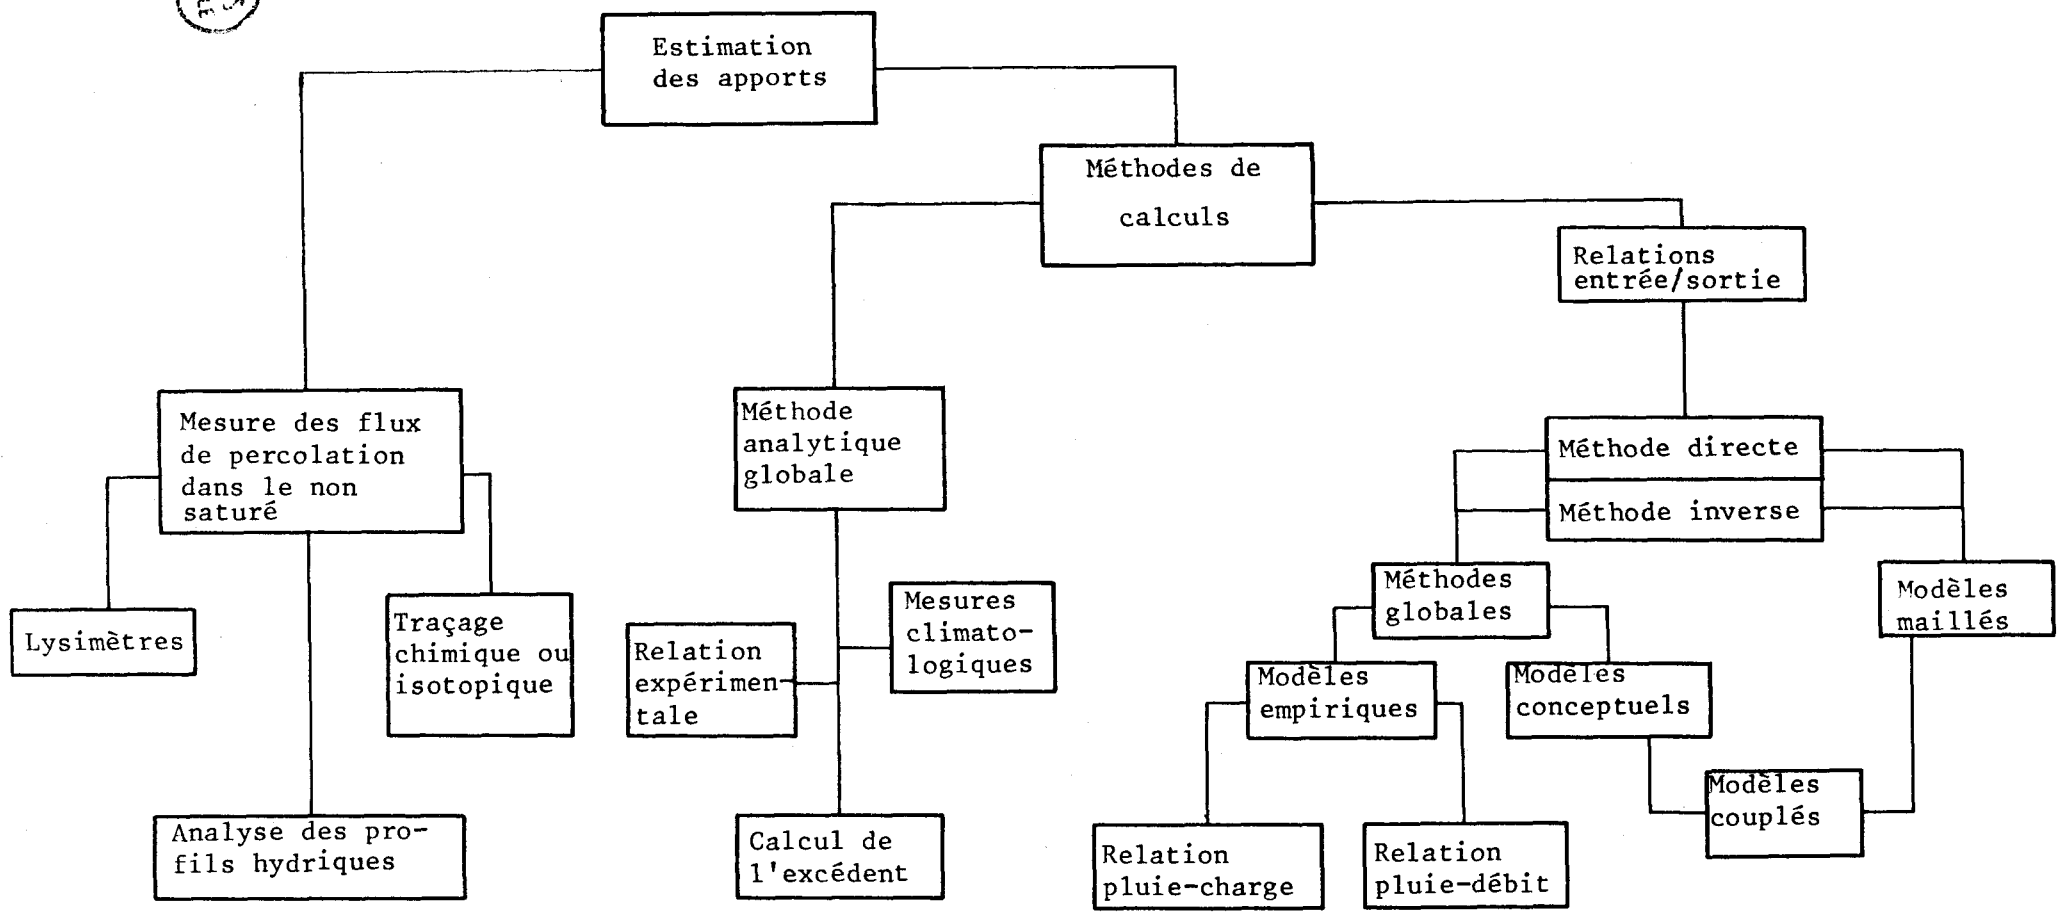 Estimation
des apports
Méthodes de
calculs
Relations
entrée/sortie
Mesure des flux
de percolation
dans le non
saturé
Méthode
analytique
globale
Méthode directe
Méthode inverse
Lysimètres
Traçage
chimique ou
isotopique
Relation
expérimen-
tale
Mesures
climato-
logiques
Méthodes
globales
Modèles
maillés
Modèles
empiriques
Modèles
conceptuels
Modèles
couplés
Analyse des pro-
fils hydriques
Calcul de
l'excédent
Relation
pluie-charge
Relation
pluie-débit